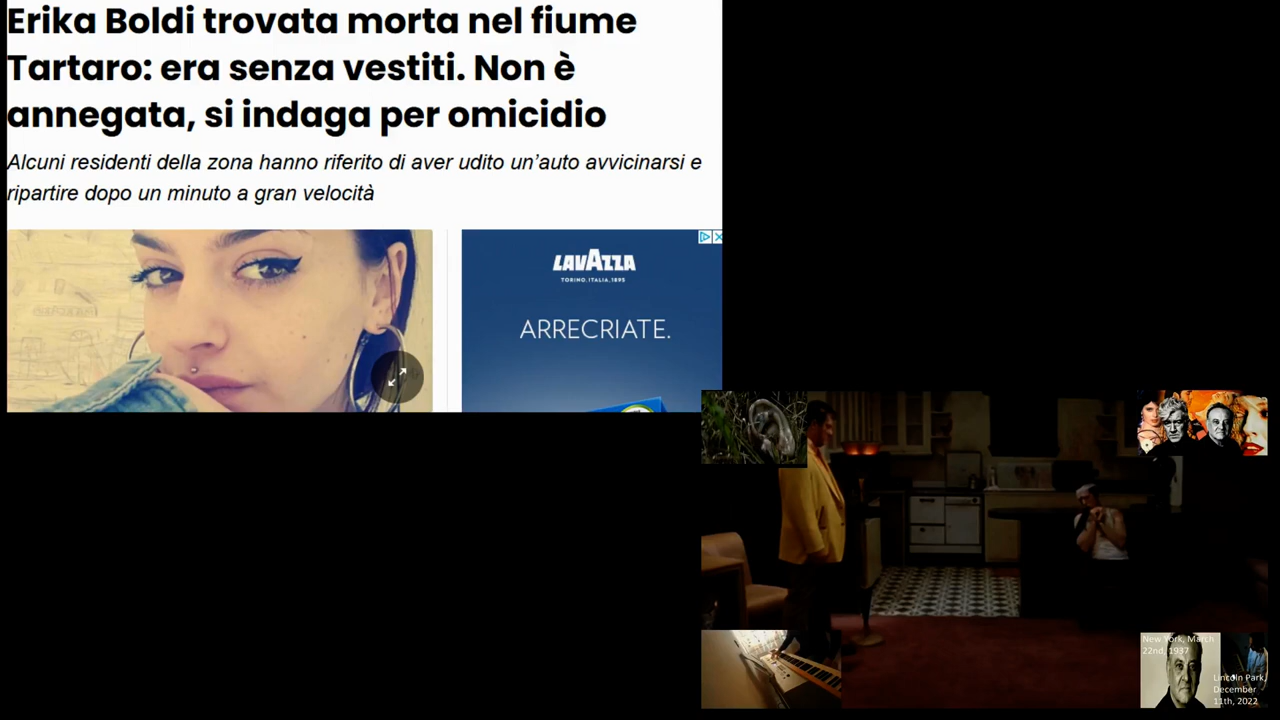 Erika Boldi trovata morta nel fiume
Tartaro: era senza vestiti. Non è
annegata, si indaga per omicidio
Alcuni residenti della zona hanno riferito di aver udito un’auto avvicinarsi e
ripartire dopo un minuto a gran velocità
LAVAZZA
TORINO, ITALIA, 1895
ARRECRIATE.
New York, March
22nd, 1937
Lincoln Park,
December
11th, 2022